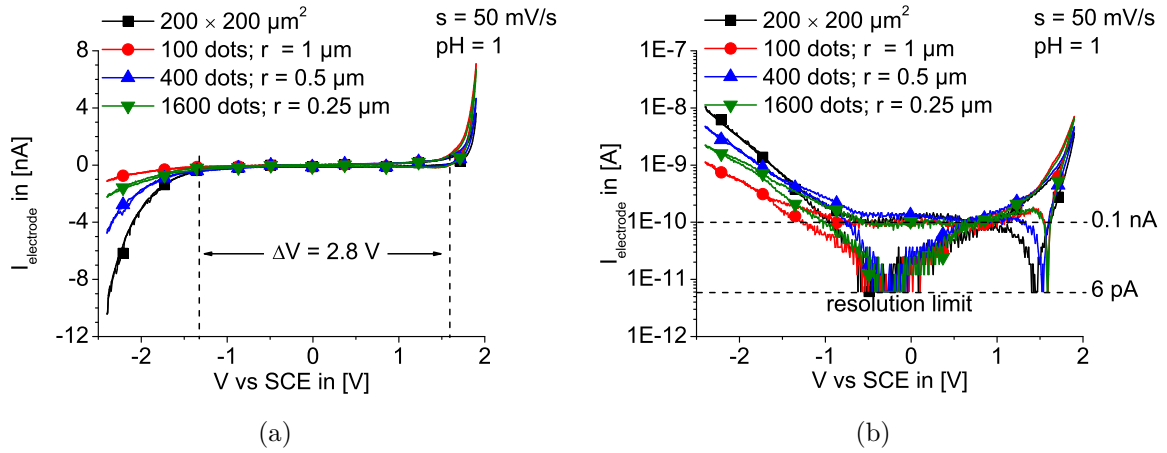 200 × 200 µm²
100 dots; r = 1 µm
400 dots; r = 0.5 µm
1600 dots; r = 0.25 µm
s = 50 mV/s
pH = 1
8
4
0
-4
-8
-12
I_electrode in [nA]
ΔV = 2.8 V
-2
-1
0
1
2
V vs SCE in [V]
(a)
200 × 200 µm²
100 dots; r = 1 µm
400 dots; r = 0.5 µm
1600 dots; r = 0.25 µm
s = 50 mV/s
pH = 1
1E-7
1E-8
1E-9
1E-10
1E-11
1E-12
I_electrode in [A]
0.1 nA
6 pA
resolution limit
-2
-1
0
1
2
V vs SCE in [V]
(b)